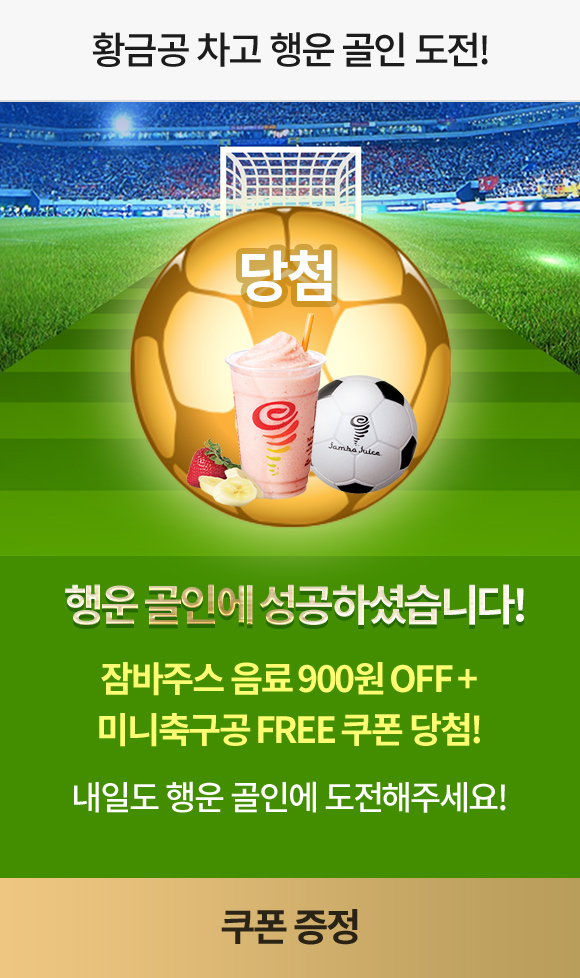 황금공 차고 행운 골인 도전!
당첨
Jamba Juice
행운 골인에 성공하셨습니다!
잠바주스 음료 900원 OFF +
미니축구공 FREE 쿠폰 당첨!
내일도 행운 골인에 도전해주세요!
쿠폰 증정